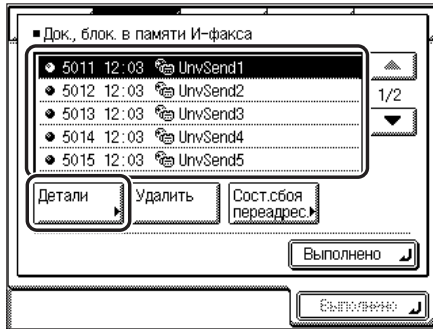 Док., блок. в памяти И-факса
5011 12:03 UnvSend1
5012 12:03 UnvSend2
5013 12:03 UnvSend3
5014 12:03 UnvSend4
5015 12:03 UnvSend5
1/2
Детали
Удалить
Сост.сбоя
переадрес.
Выполнено
Выполнено